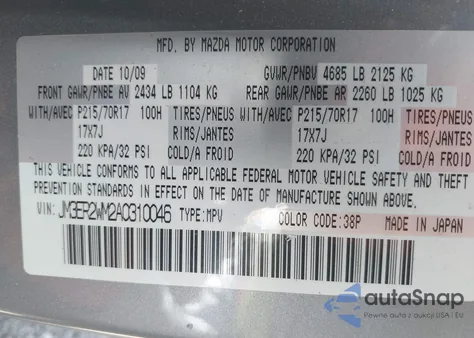 MFD. BY MAZDA MOTOR CORPORATION
DATE 10/09 GVWR/PNBV 4685 LB 2125 KG
FRONT GAWR/PNBE AV 2434 LB 1104 KG REAR GAWR/PNBE AR 2260 LB 1025 KG
WITH/AVEC P215/70R17 100H TIRES/PNEUS WITH/AVEC P215/70R17 100H TIRES/PNEUS
17X7J RIMS/JANTES 17X7J RIMS/JANTES
220 KPA/32 PSI COLD/A FROID 220 KPA/32 PSI COLD/A FROID
THIS VEHICLE CONFORMS TO ALL APPLICABLE FEDERAL MOTOR VEHICLE SAFETY AND THEFT
PREVENTION STANDARDS IN EFFECT ON THE DATE OF MANUFACTURE SHOWN ABOVE.
VIN: JM3ER2WM2A0310046 TYPE: MPV COLOR CODE: 38P MADE IN JAPAN
autoSnap
Pewne auto z aukcji USA i EU